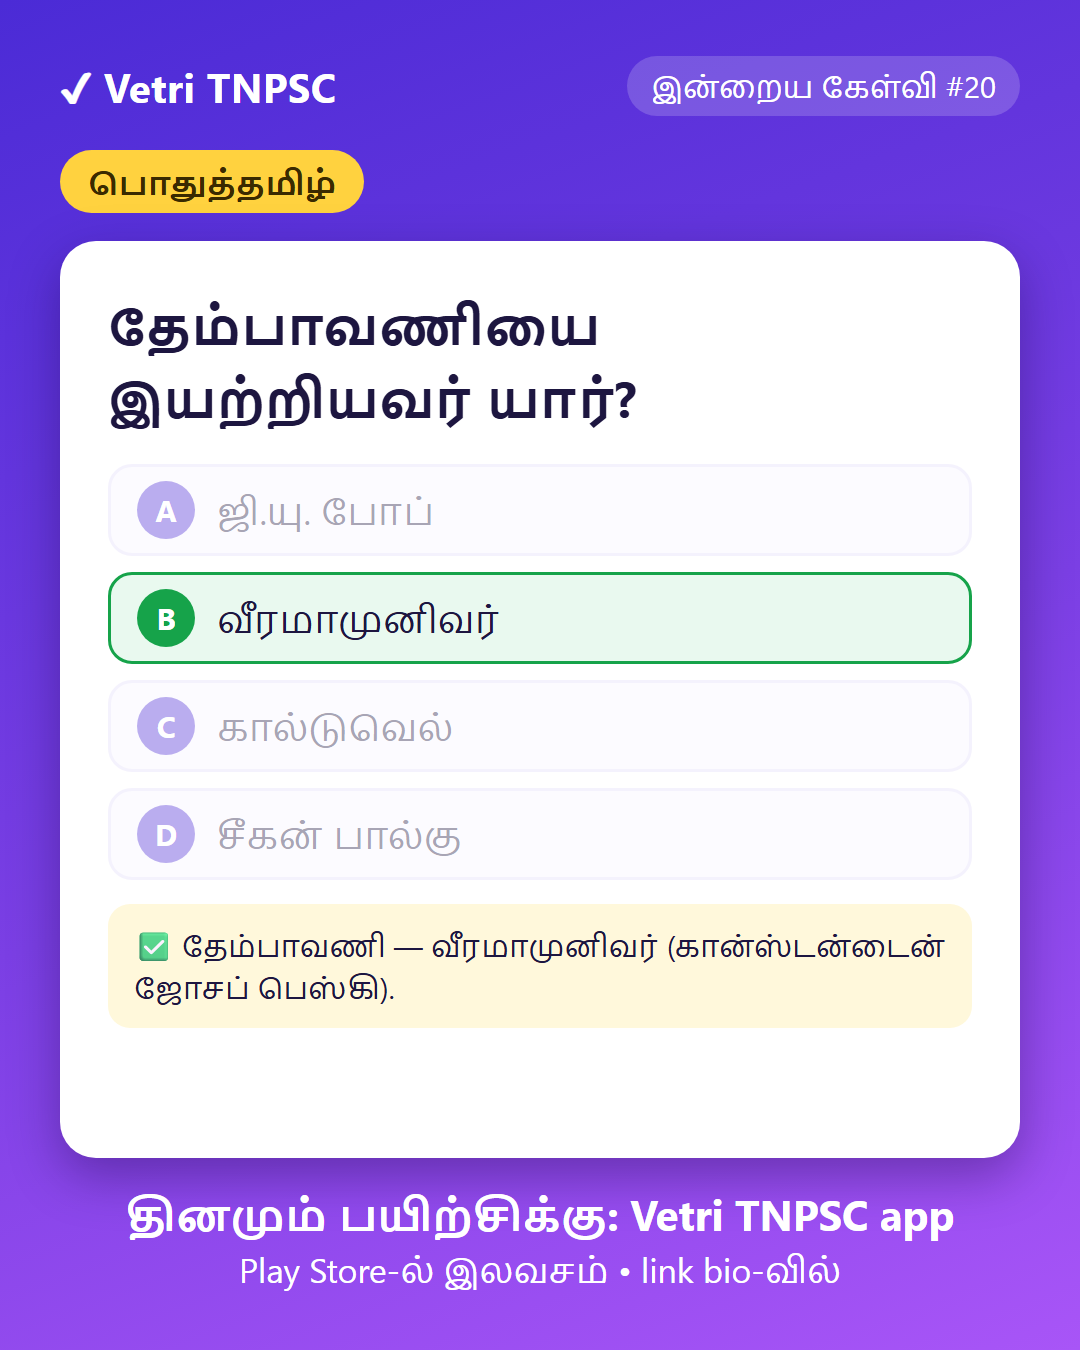 ✔ Vetri TNPSC
இன்றைய கேள்வி #20
பொதுத்தமிழ்
தேம்பாவணியை
இயற்றியவர் யார்?
A ஜி.யு. போப்
B வீரமாமுனிவர்
C கால்டுவெல்
D சீகன் பால்கு
✅ தேம்பாவணி — வீரமாமுனிவர் (கான்ஸ்டன்டைன்
ஜோசப் பெஸ்கி).
தினமும் பயிற்சிக்கு: Vetri TNPSC app
Play Store-ல் இலவசம் • link bio-வில்